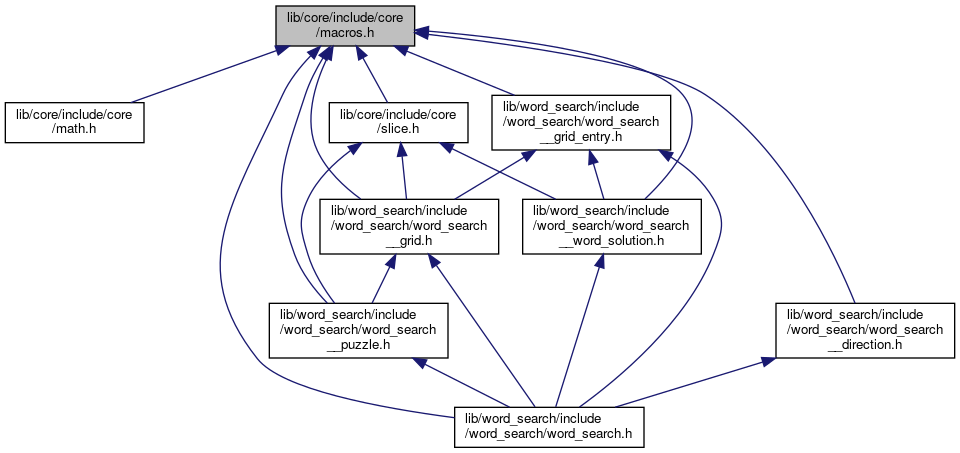 lib/core/include/core
/macros.h
lib/core/include/core
/math.h
lib/core/include/core
/slice.h
lib/word_search/include
/word_search/word_search
__grid_entry.h
lib/word_search/include
/word_search/word_search
__grid.h
lib/word_search/include
/word_search/word_search
__word_solution.h
lib/word_search/include
/word_search/word_search
__puzzle.h
lib/word_search/include
/word_search/word_search
__direction.h
lib/word_search/include
/word_search/word_search.h